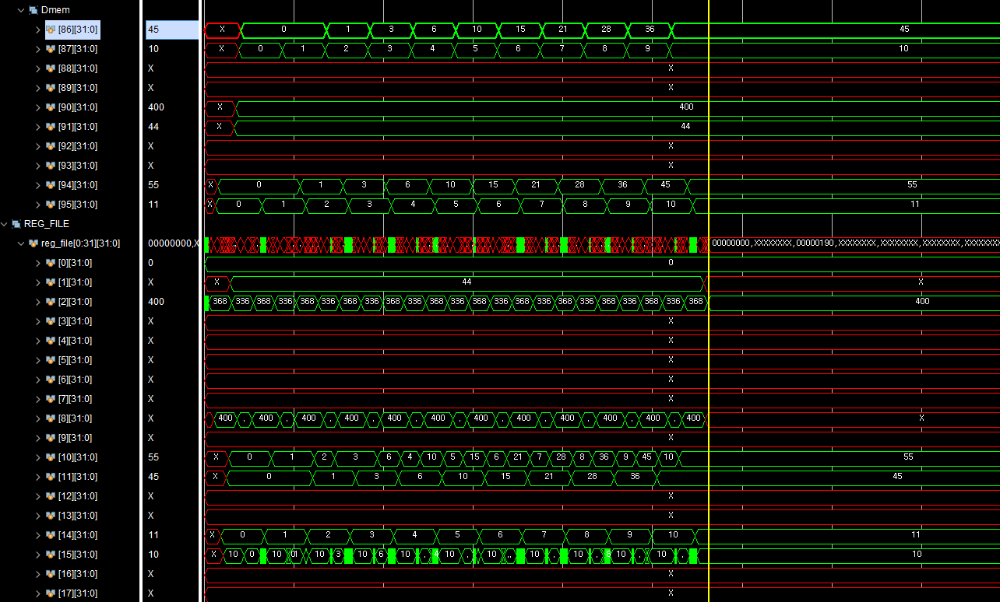 Dmem
[86][31:0] 45 X 0 1 3 6 10 15 21 28 36 45
[87][31:0] 10 X 0 1 2 3 4 5 6 7 8 9 10
[88][31:0] X X
[89][31:0] X X
[90][31:0] 400 X 400
[91][31:0] 44 X 44
[92][31:0] X X
[93][31:0] X X
[94][31:0] 55 X 0 1 3 6 10 15 21 28 36 45 55
[95][31:0] 11 X 0 1 2 3 4 5 6 7 8 9 10 11
REG_FILE
reg_file[0:31][31:0] 00000000,X 00000000,XXXXXXXX,00000190,XXXXXXXX,XXXXXXXX,XXXXXXXX,XXXXXXXX,XXXXX
[0][31:0] 0 0
[1][31:0] X X 44 X
[2][31:0] 400 368 336 368 336 368 336 368 336 368 336 368 336 368 336 368 336 368 336 368 336 368 336 368 400
[3][31:0] X X
[4][31:0] X X
[5][31:0] X X
[6][31:0] X X
[7][31:0] X X
[8][31:0] X 400 . 400 . 400 . 400 . 400 . 400 . 400 . 400 . 400 . 400 . 400 . 400 X
[9][31:0] X X
[10][31:0] 55 X 0 1 2 3 6 4 10 5 15 6 21 7 28 8 36 9 45 10 55
[11][31:0] 45 X 0 1 3 6 10 15 21 28 36 45
[12][31:0] X X
[13][31:0] X X
[14][31:0] 11 X 0 1 2 3 4 5 6 7 8 9 10 11
[15][31:0] 10 X 10 0 10 10 3 10 6 10 10 . 10 . 10 . 10 . 10 10 . 10 . 10
[16][31:0] X X
[17][31:0] X X